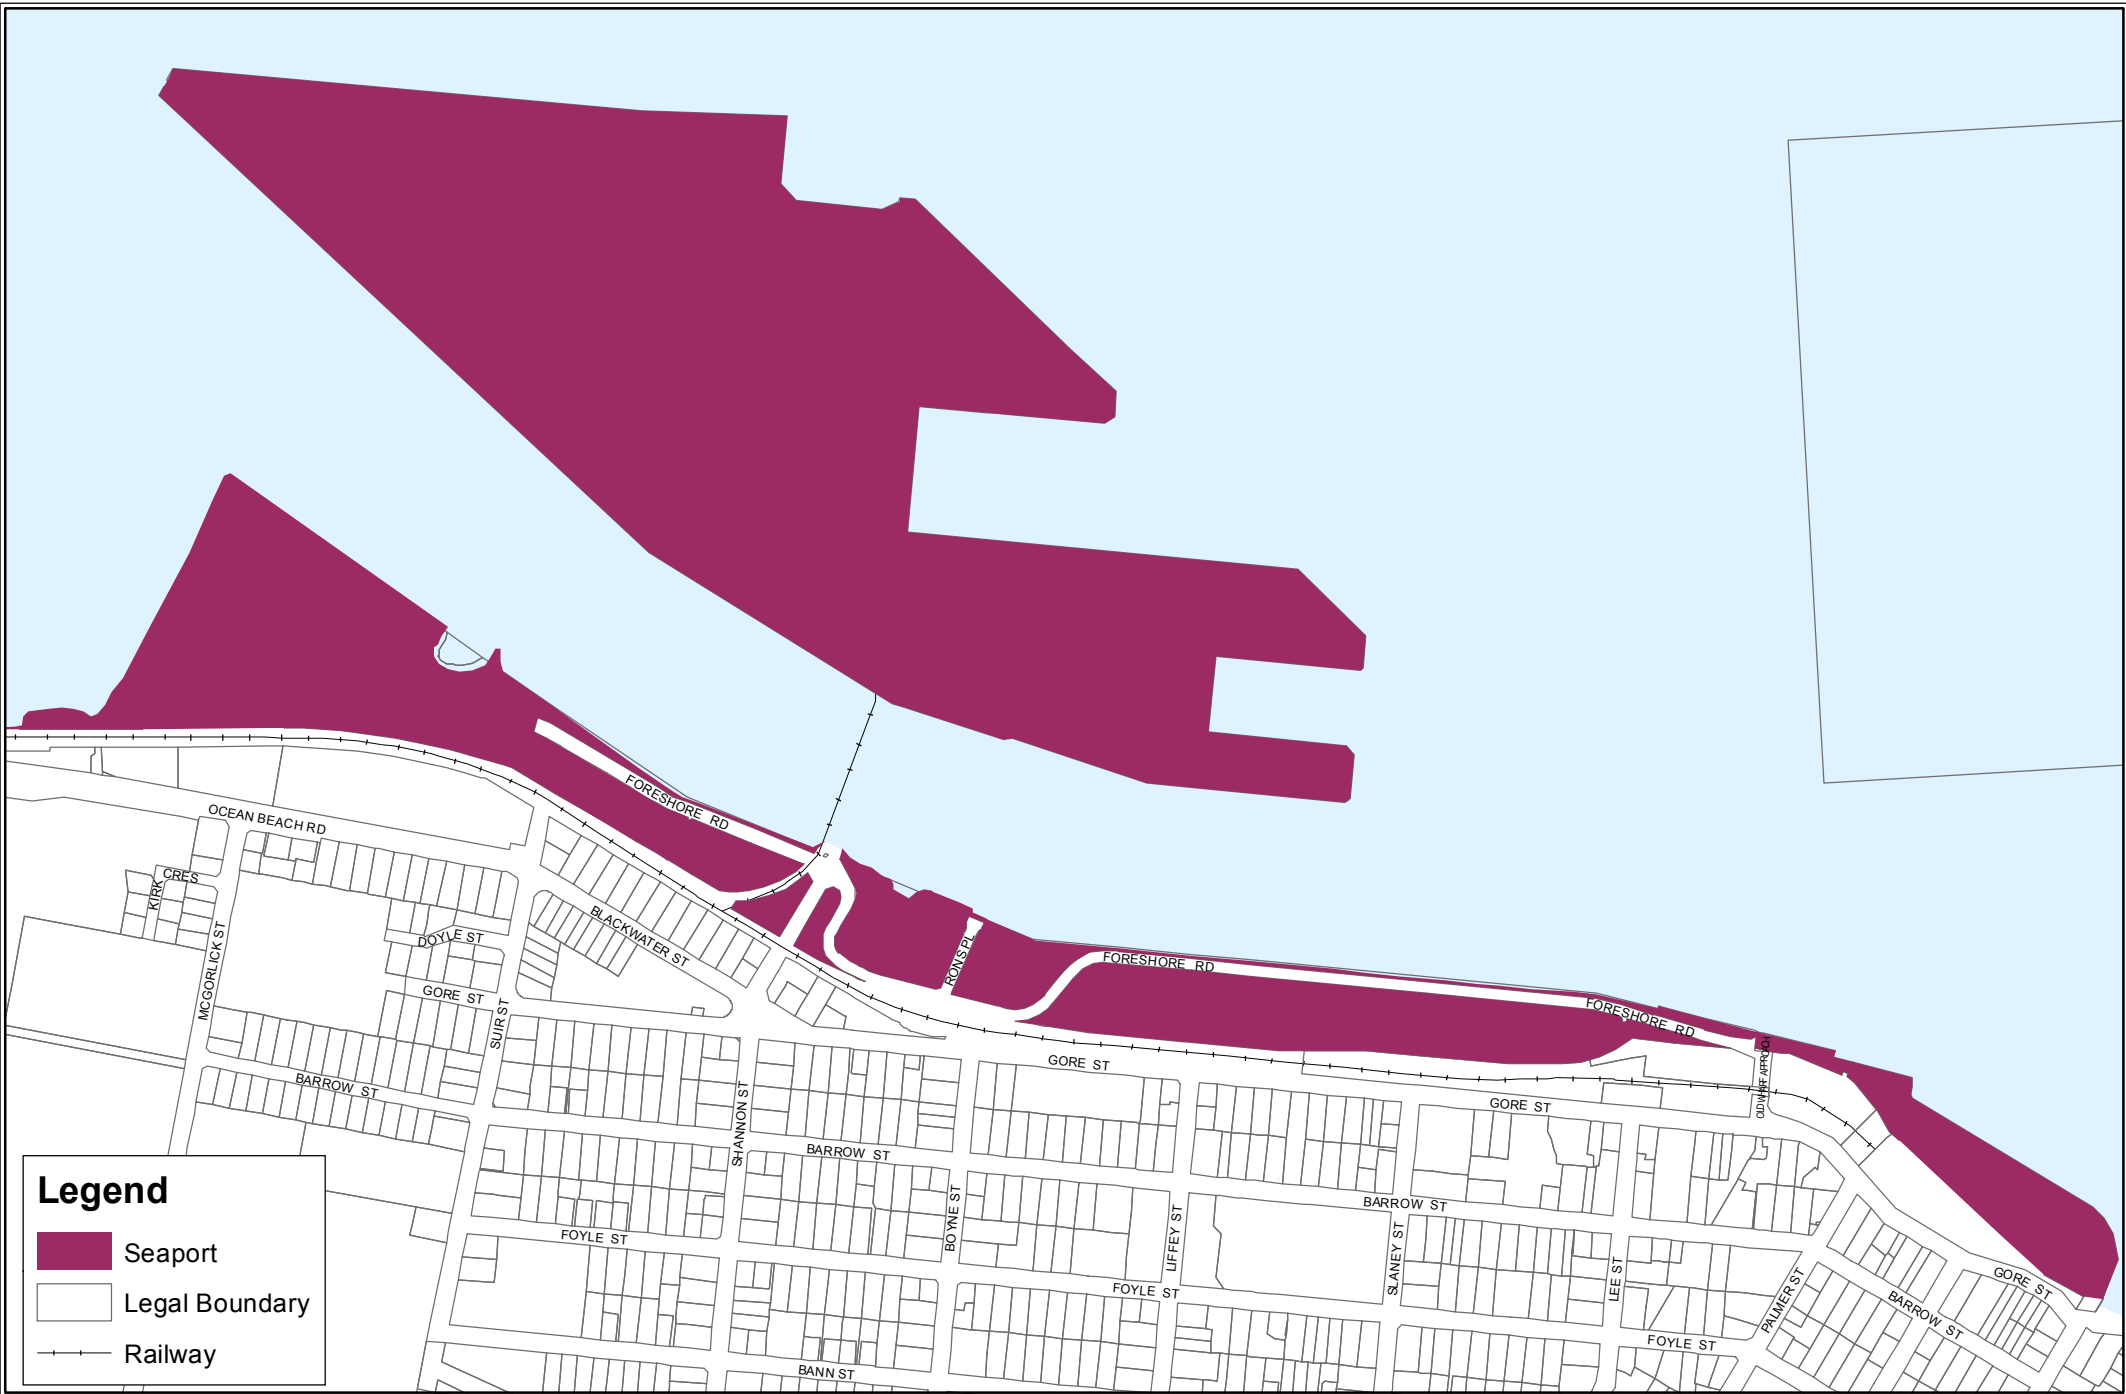 FORESHORE RD
OCEAN BEACH RD
KIRK
CRES
BLACKWATER ST
DOYLE ST
MCGORLICK ST
GORE ST
SUIR ST
RONS PL
FORESHORE RD
FORESHORE RD
OLD WHARF APPROACH
GORE ST
GORE ST
BARROW ST
SHANNON ST
BARROW ST
BARROW ST
BOYNE ST
LIFFEY ST
SLANEY ST
LEE ST
PALMER ST
GORE ST
BARROW ST
FOYLE ST
FOYLE ST
FOYLE ST
BANN ST
Legend
Seaport
Legal Boundary
Railway